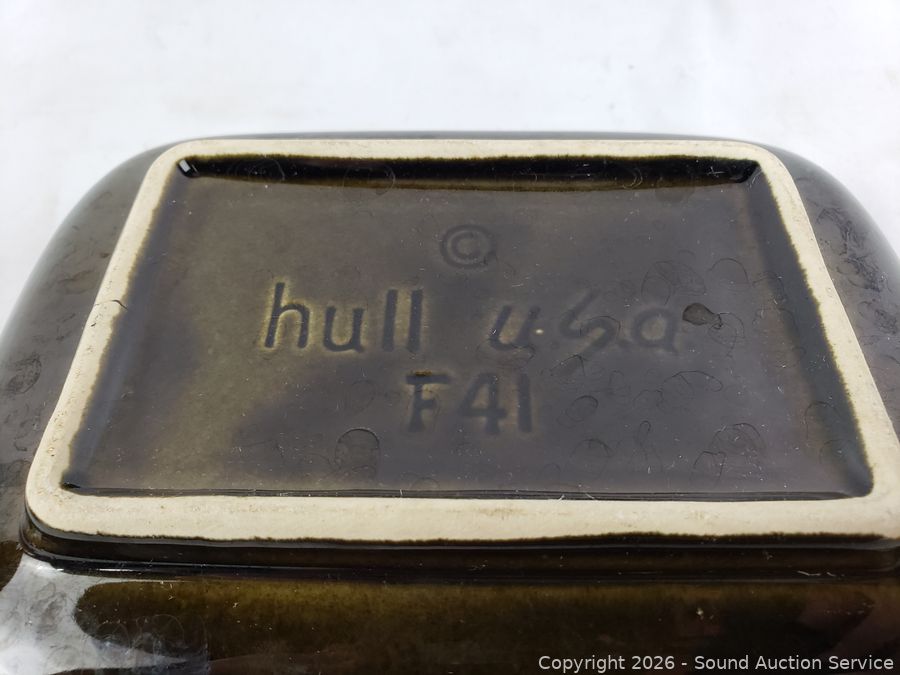 ©
hull u.s.a
F41
Copyright © 2026 - Sound Auction Service